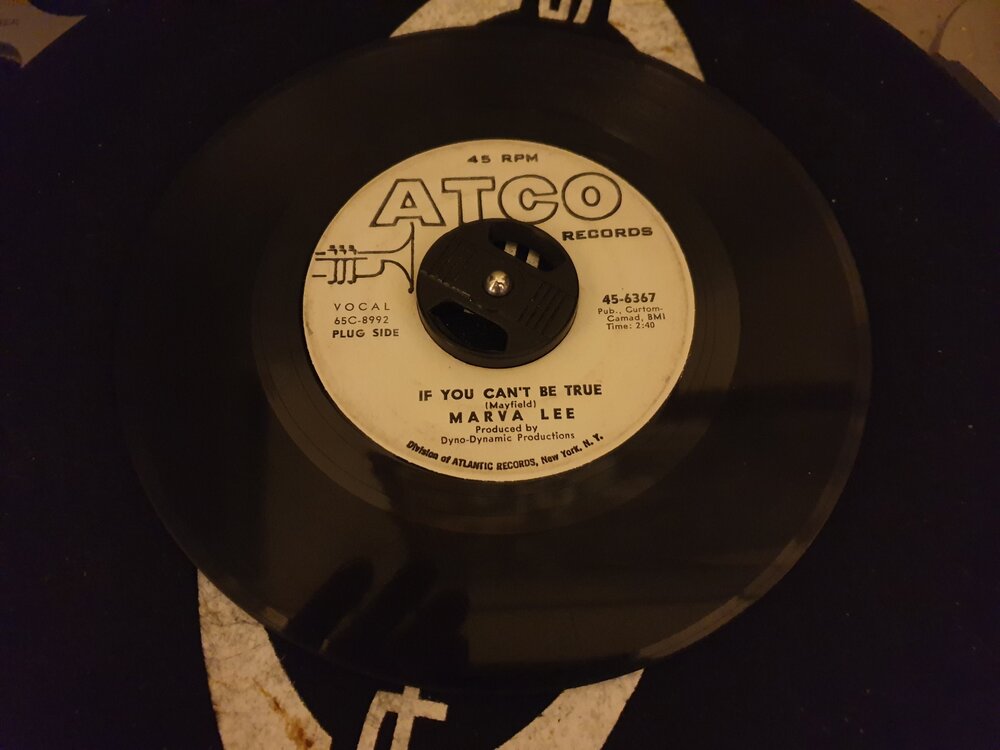 45 RPM
ATCO
RECORDS
VOCAL
65C-8992
PLUG SIDE
45-6367
Pub., Curtom-
Camad, BMI
Time: 2:40
IF YOU CAN'T BE TRUE
(Mayfield)
MARVA LEE
Produced by
Dyno-Dynamic Productions
Division of ATLANTIC RECORDS, New York, N. Y.